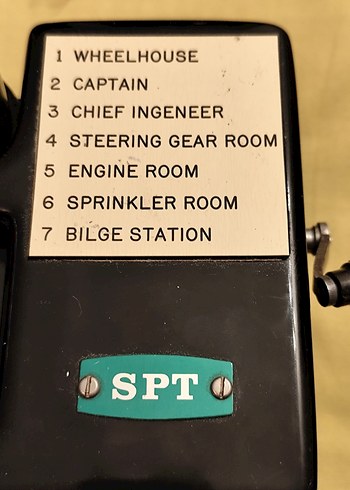 1 WHEELHOUSE
2 CAPTAIN
3 CHIEF INGENEER
4 STEERING GEAR ROOM
5 ENGINE ROOM
6 SPRINKLER ROOM
7 BILGE STATION
SPT